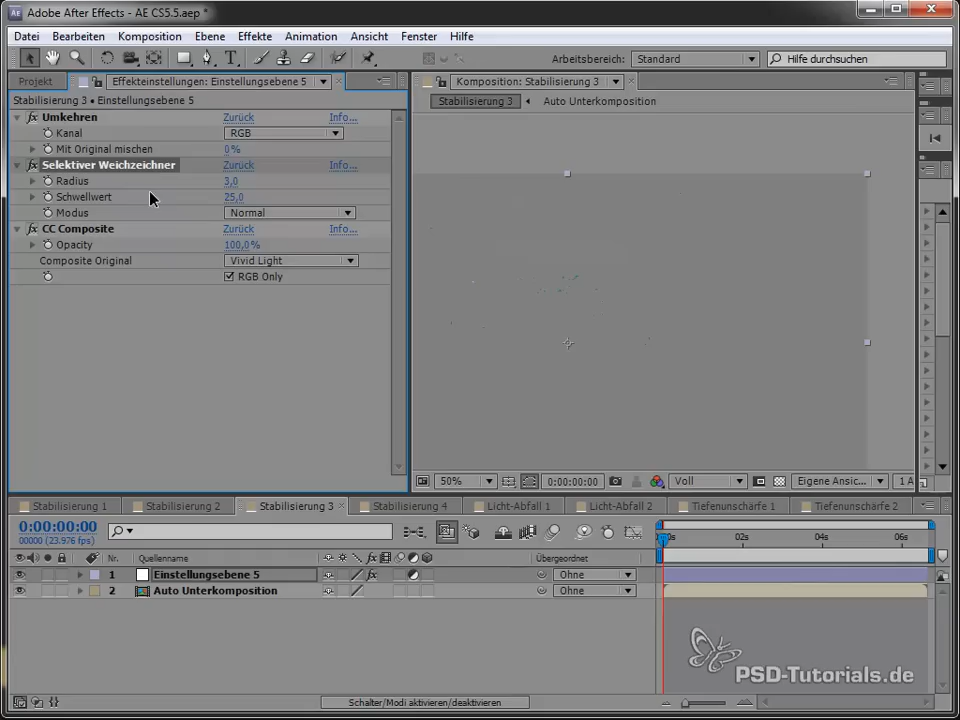 Adobe After Effects - AE CS5.5.aep *
Datei Bearbeiten Komposition Ebene Effekte Animation Ansicht Fenster Hilfe
Arbeitsbereich: Standard Hilfe durchsuchen
Projekt Effekteinstellungen: Einstellungsebene 5 Komposition: Stabilisierung 3
Stabilisierung 3 • Einstellungsebene 5 Stabilisierung 3 Auto Unterkomposition
fx Umkehren Zurück Info...
Kanal RGB
Mit Original mischen 0%
fx Selektiver Weichzeichner Zurück Info...
Radius 3,0
Schwellwert 25,0
Modus Normal
fx CC Composite Zurück Info...
Opacity 100,0%
Composite Original Vivid Light
RGB Only
50% 0:00:00:00 Voll Eigene Ansic... 1 A
Stabilisierung 1 Stabilisierung 2 Stabilisierung 3 Stabilisierung 4 Licht-Abfall 1 Licht-Abfall 2 Tiefenunschärfe 1 Tiefenunschärfe 2
0:00:00:00
00000 (23.976 fps)
02s 04s 06s
Nr. Quellenname fx Übergeordnet
1 Einstellungsebene 5 fx Ohne
2 Auto Unterkomposition Ohne
PSD-Tutorials.de
Schalter/Modi aktivieren/deaktivieren